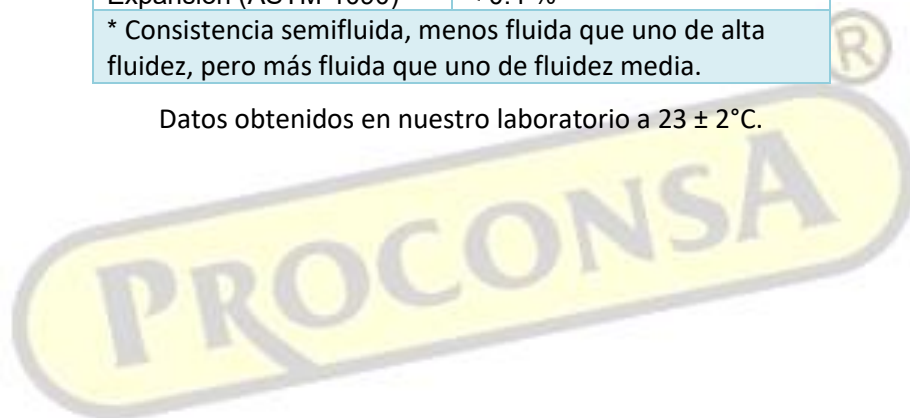 * Consistencia semifluida, menos fluida que uno de alta
fluidez, pero más fluida que uno de fluidez media.
Datos obtenidos en nuestro laboratorio a 23 ± 2°C.
PROCONSA
®